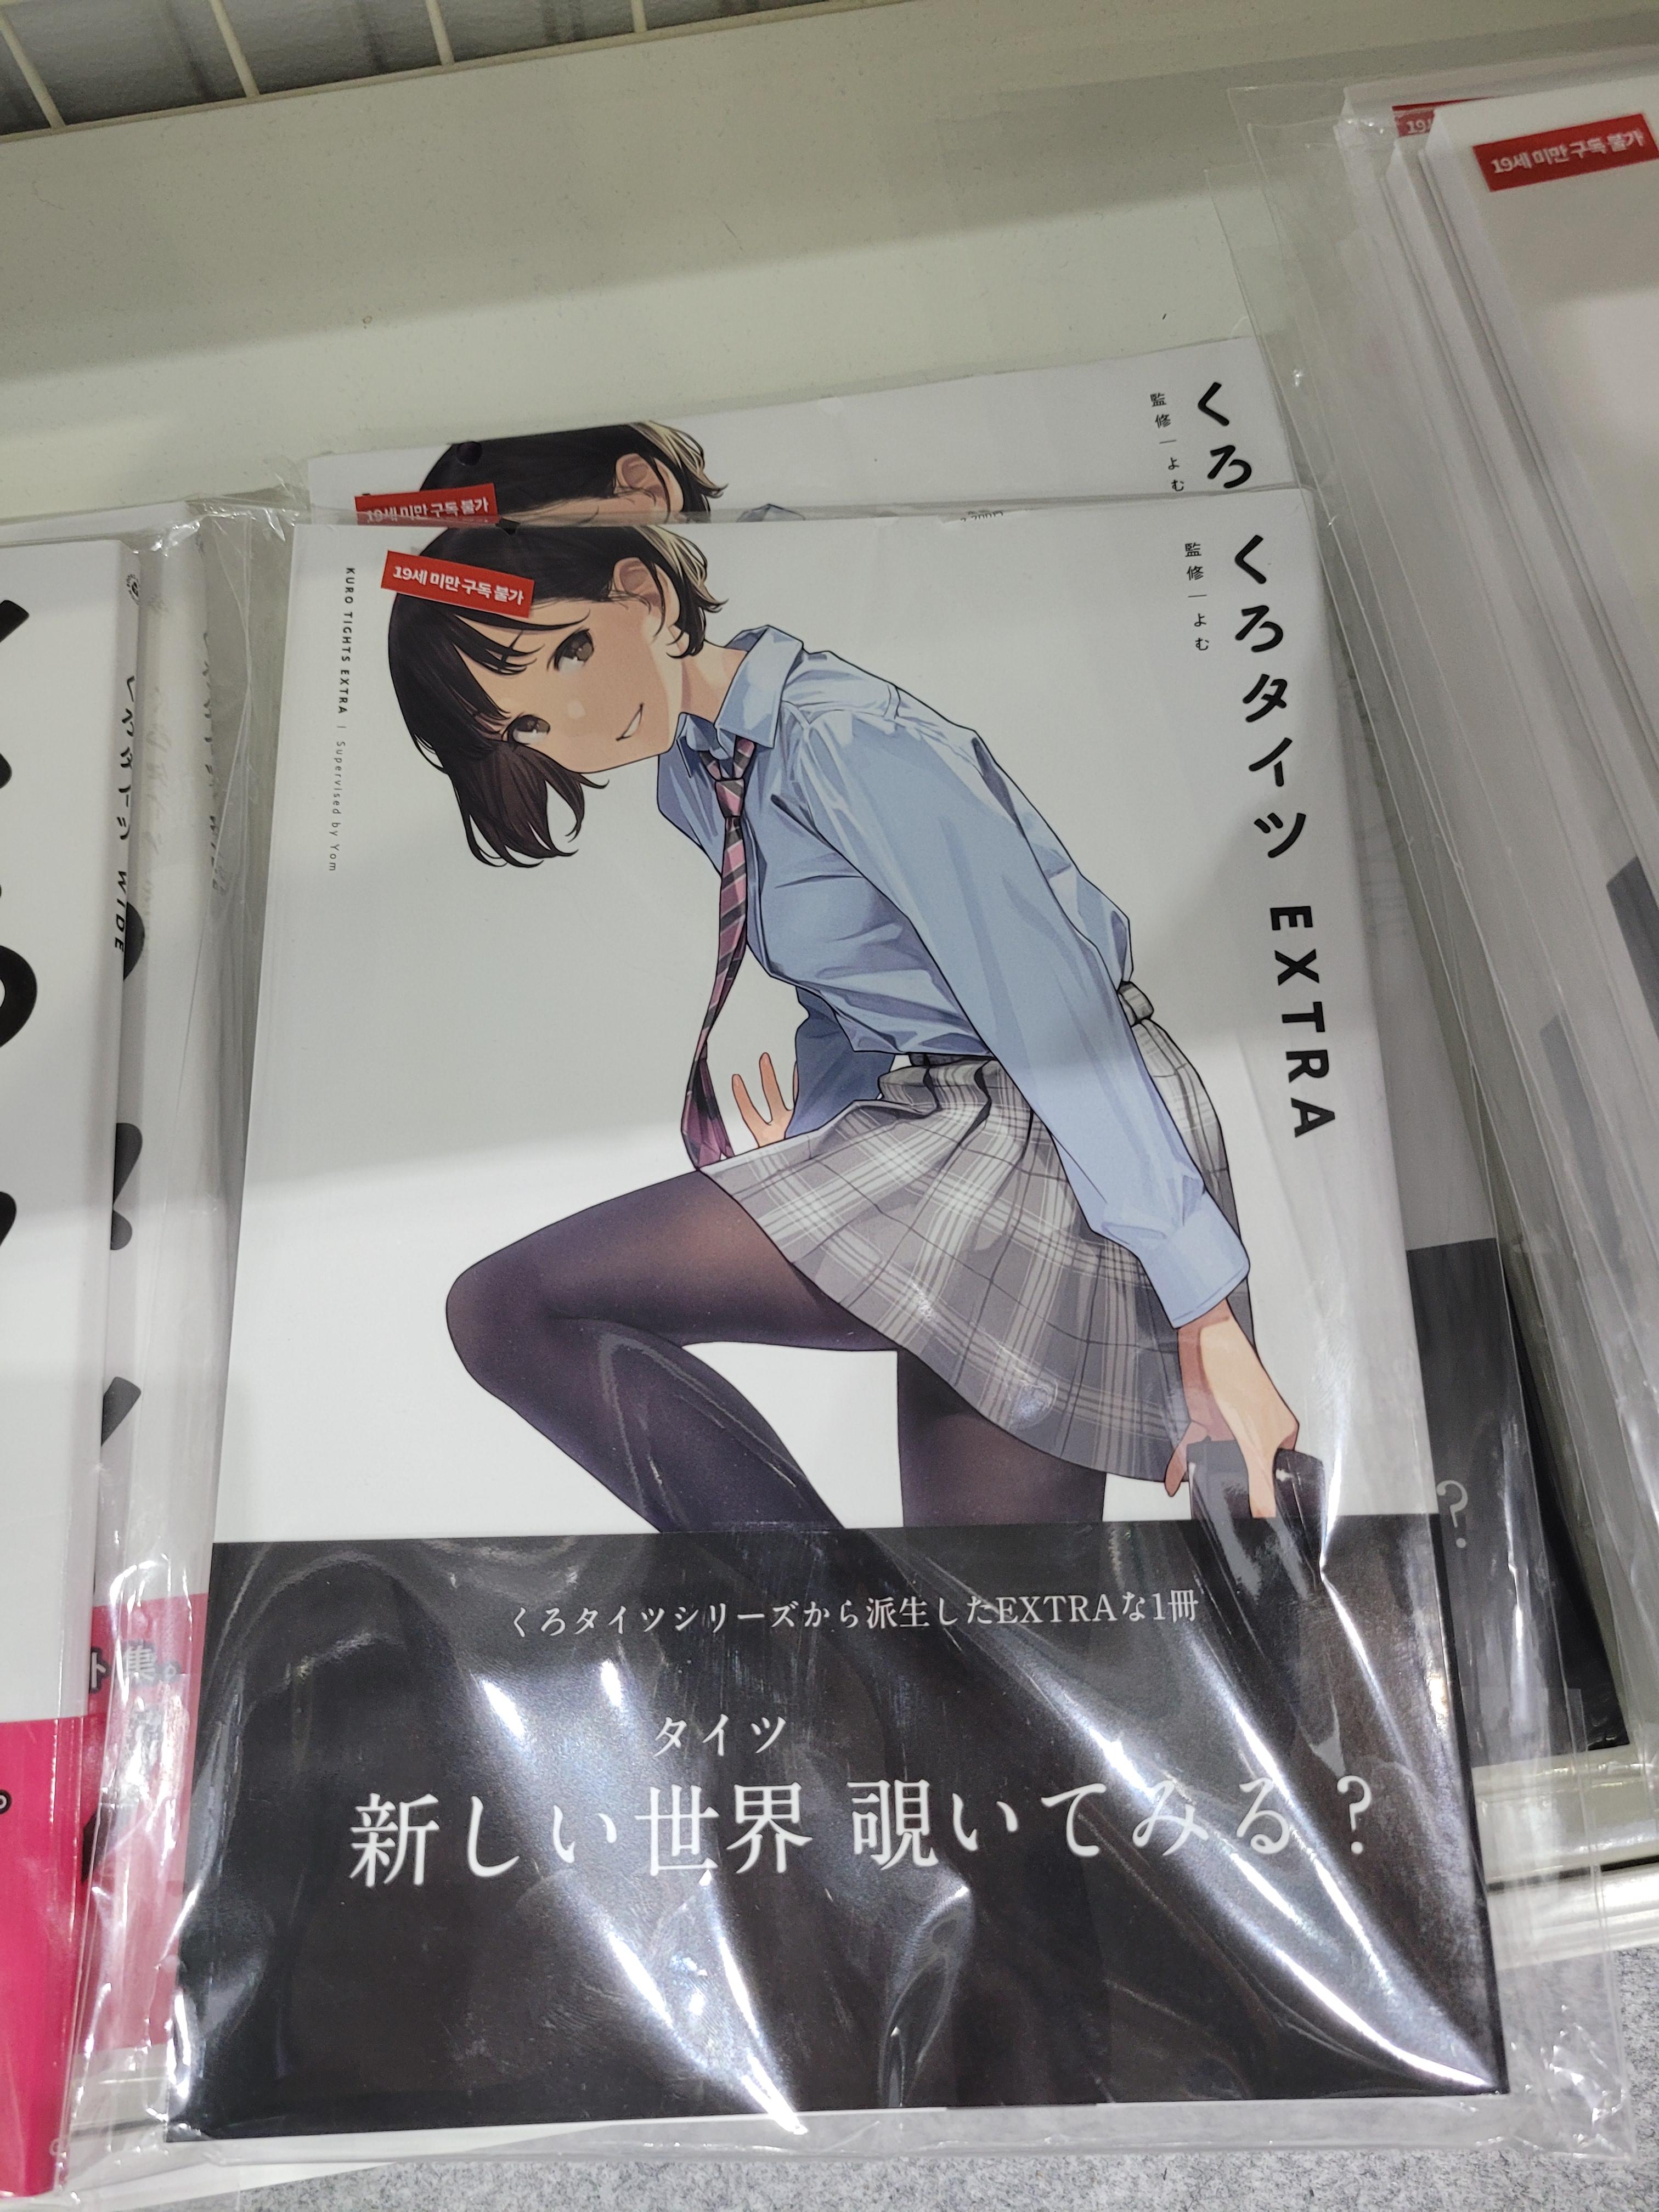 19세 미만 구독 불가
くろ
監修｜よむ
19세 미만 구독 불가
19세 미만 구독 불가
KURO TIGHTS EXTRA | Supervised by Yom
監修｜よむ
くろタイツ EXTRA
WIDE
ト集。
？
くろタイツシリーズから派生したEXTRAな1冊
タイツ
新しい世界 覗いてみる？